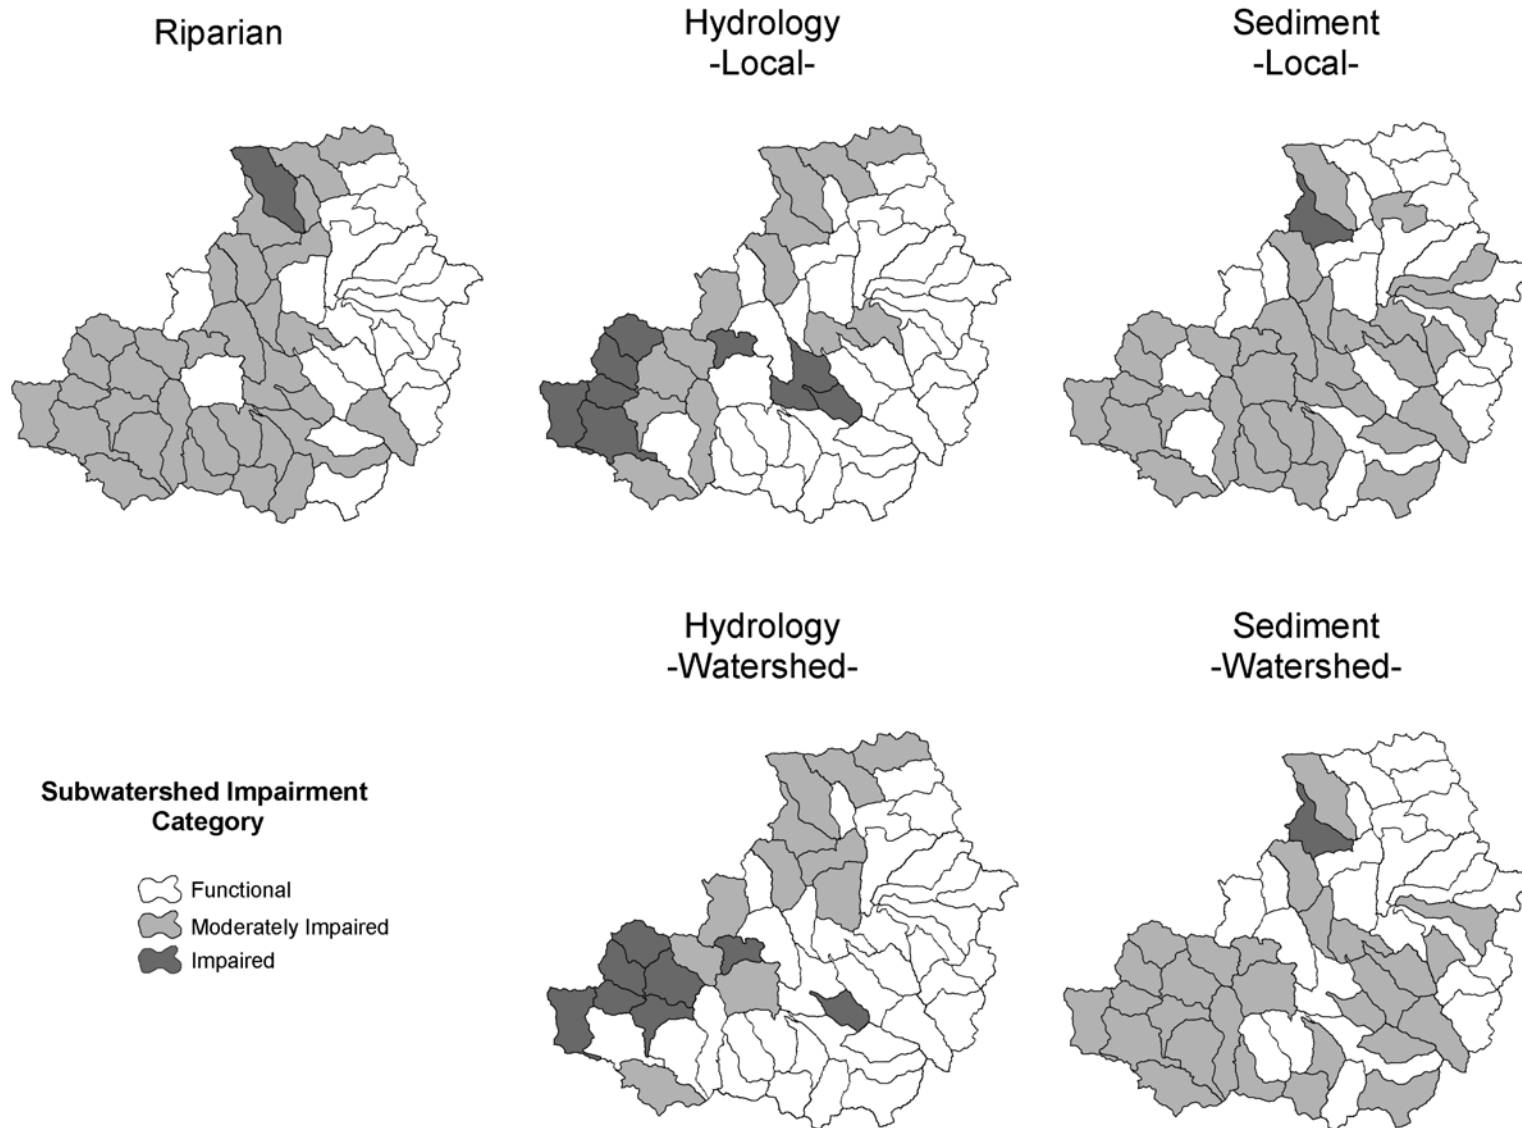 Riparian
Hydrology
-Local-
Sediment
-Local-
Hydrology
-Watershed-
Sediment
-Watershed-
Subwatershed Impairment
Category
Functional
Moderately Impaired
Impaired